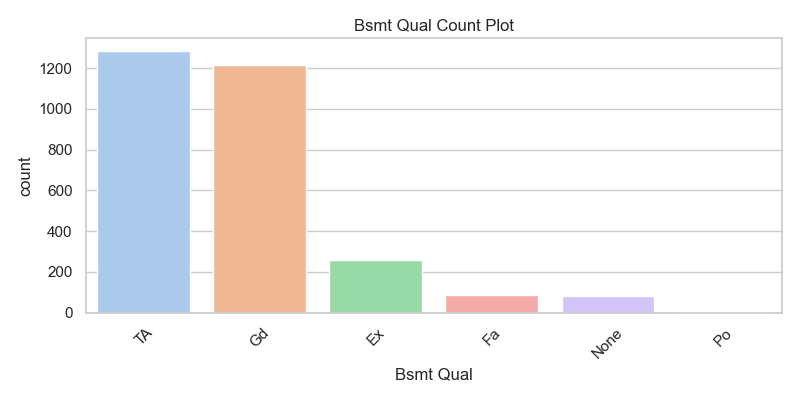 Bsmt Qual Count Plot
1200
1000
800
600
400
200
0
count
TA
Gd
Ex
Fa
None
Po
Bsmt Qual